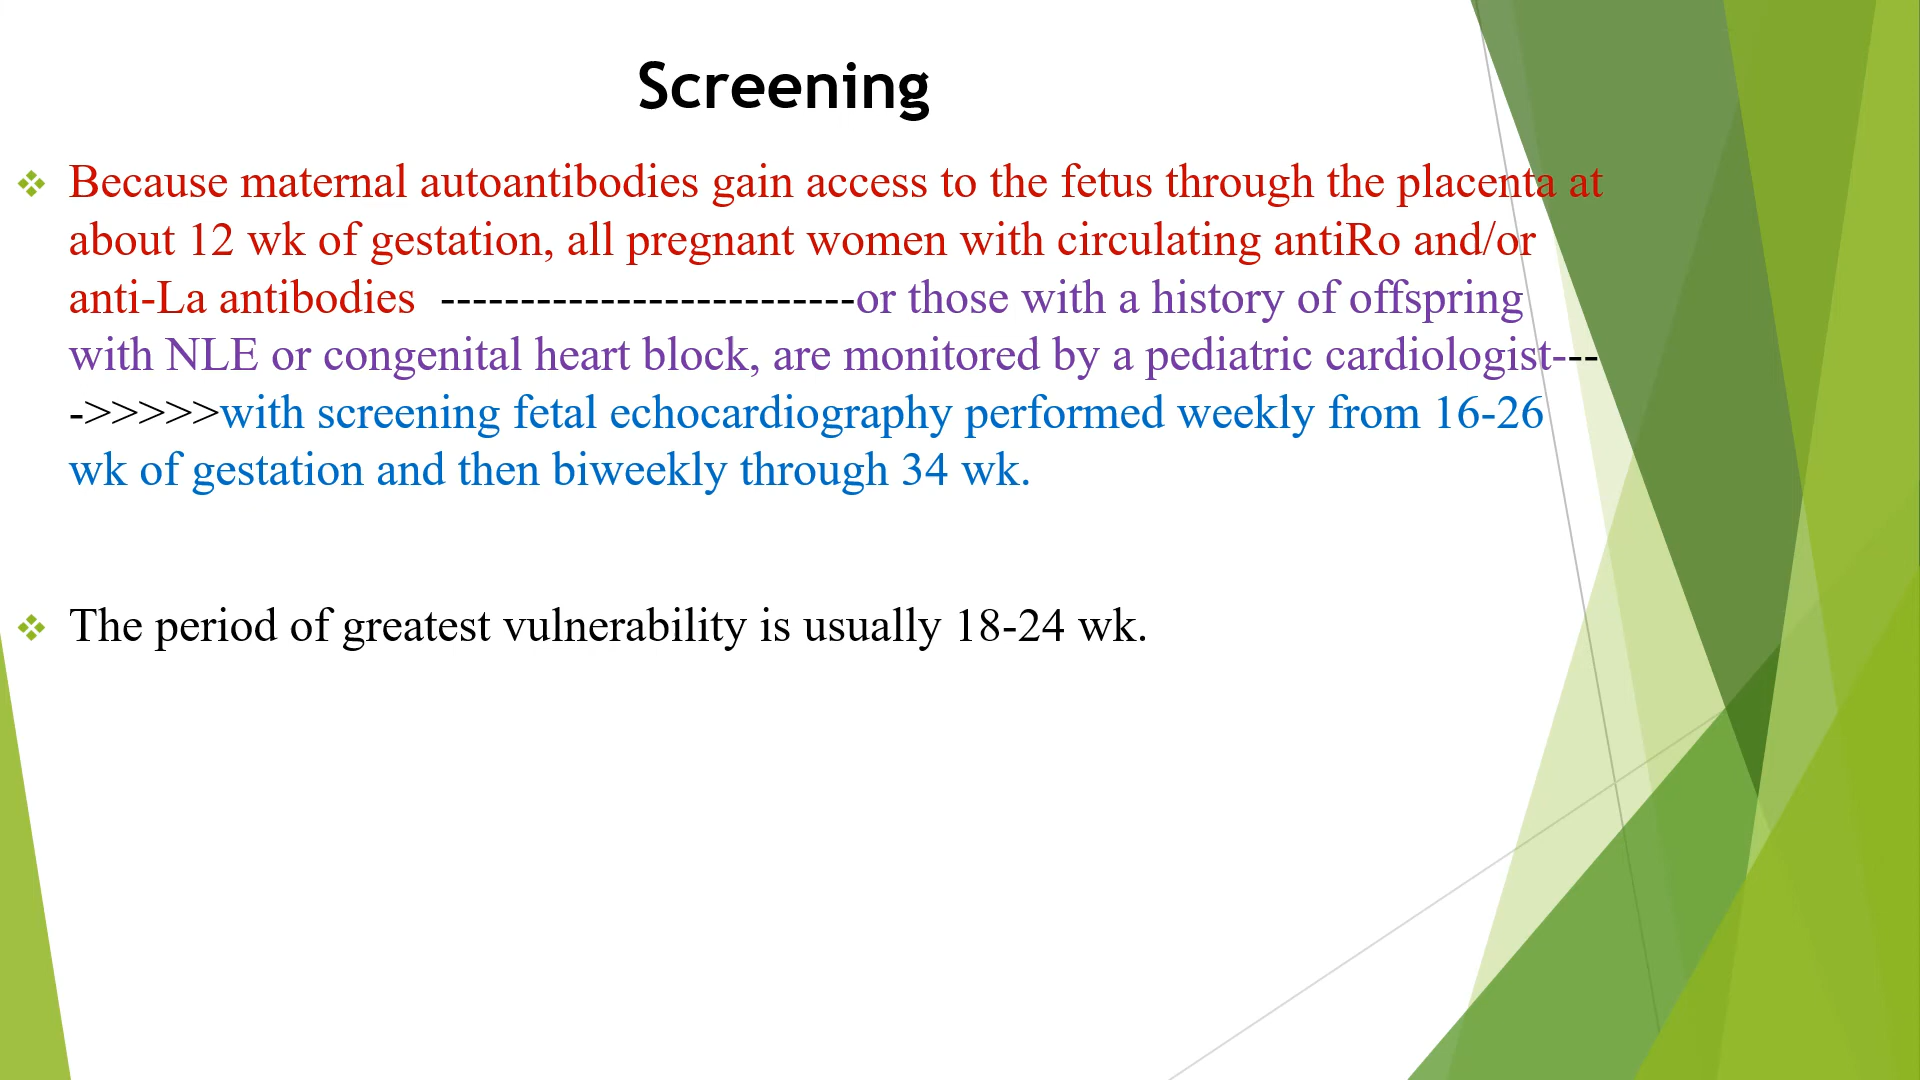 Screening
❖ Because maternal autoantibodies gain access to the fetus through the placenta at
about 12 wk of gestation, all pregnant women with circulating antiRo and/or
anti-La antibodies --------------------------or those with a history of offspring
with NLE or congenital heart block, are monitored by a pediatric cardiologist---
->>>>>with screening fetal echocardiography performed weekly from 16-26
wk of gestation and then biweekly through 34 wk.
❖ The period of greatest vulnerability is usually 18-24 wk.